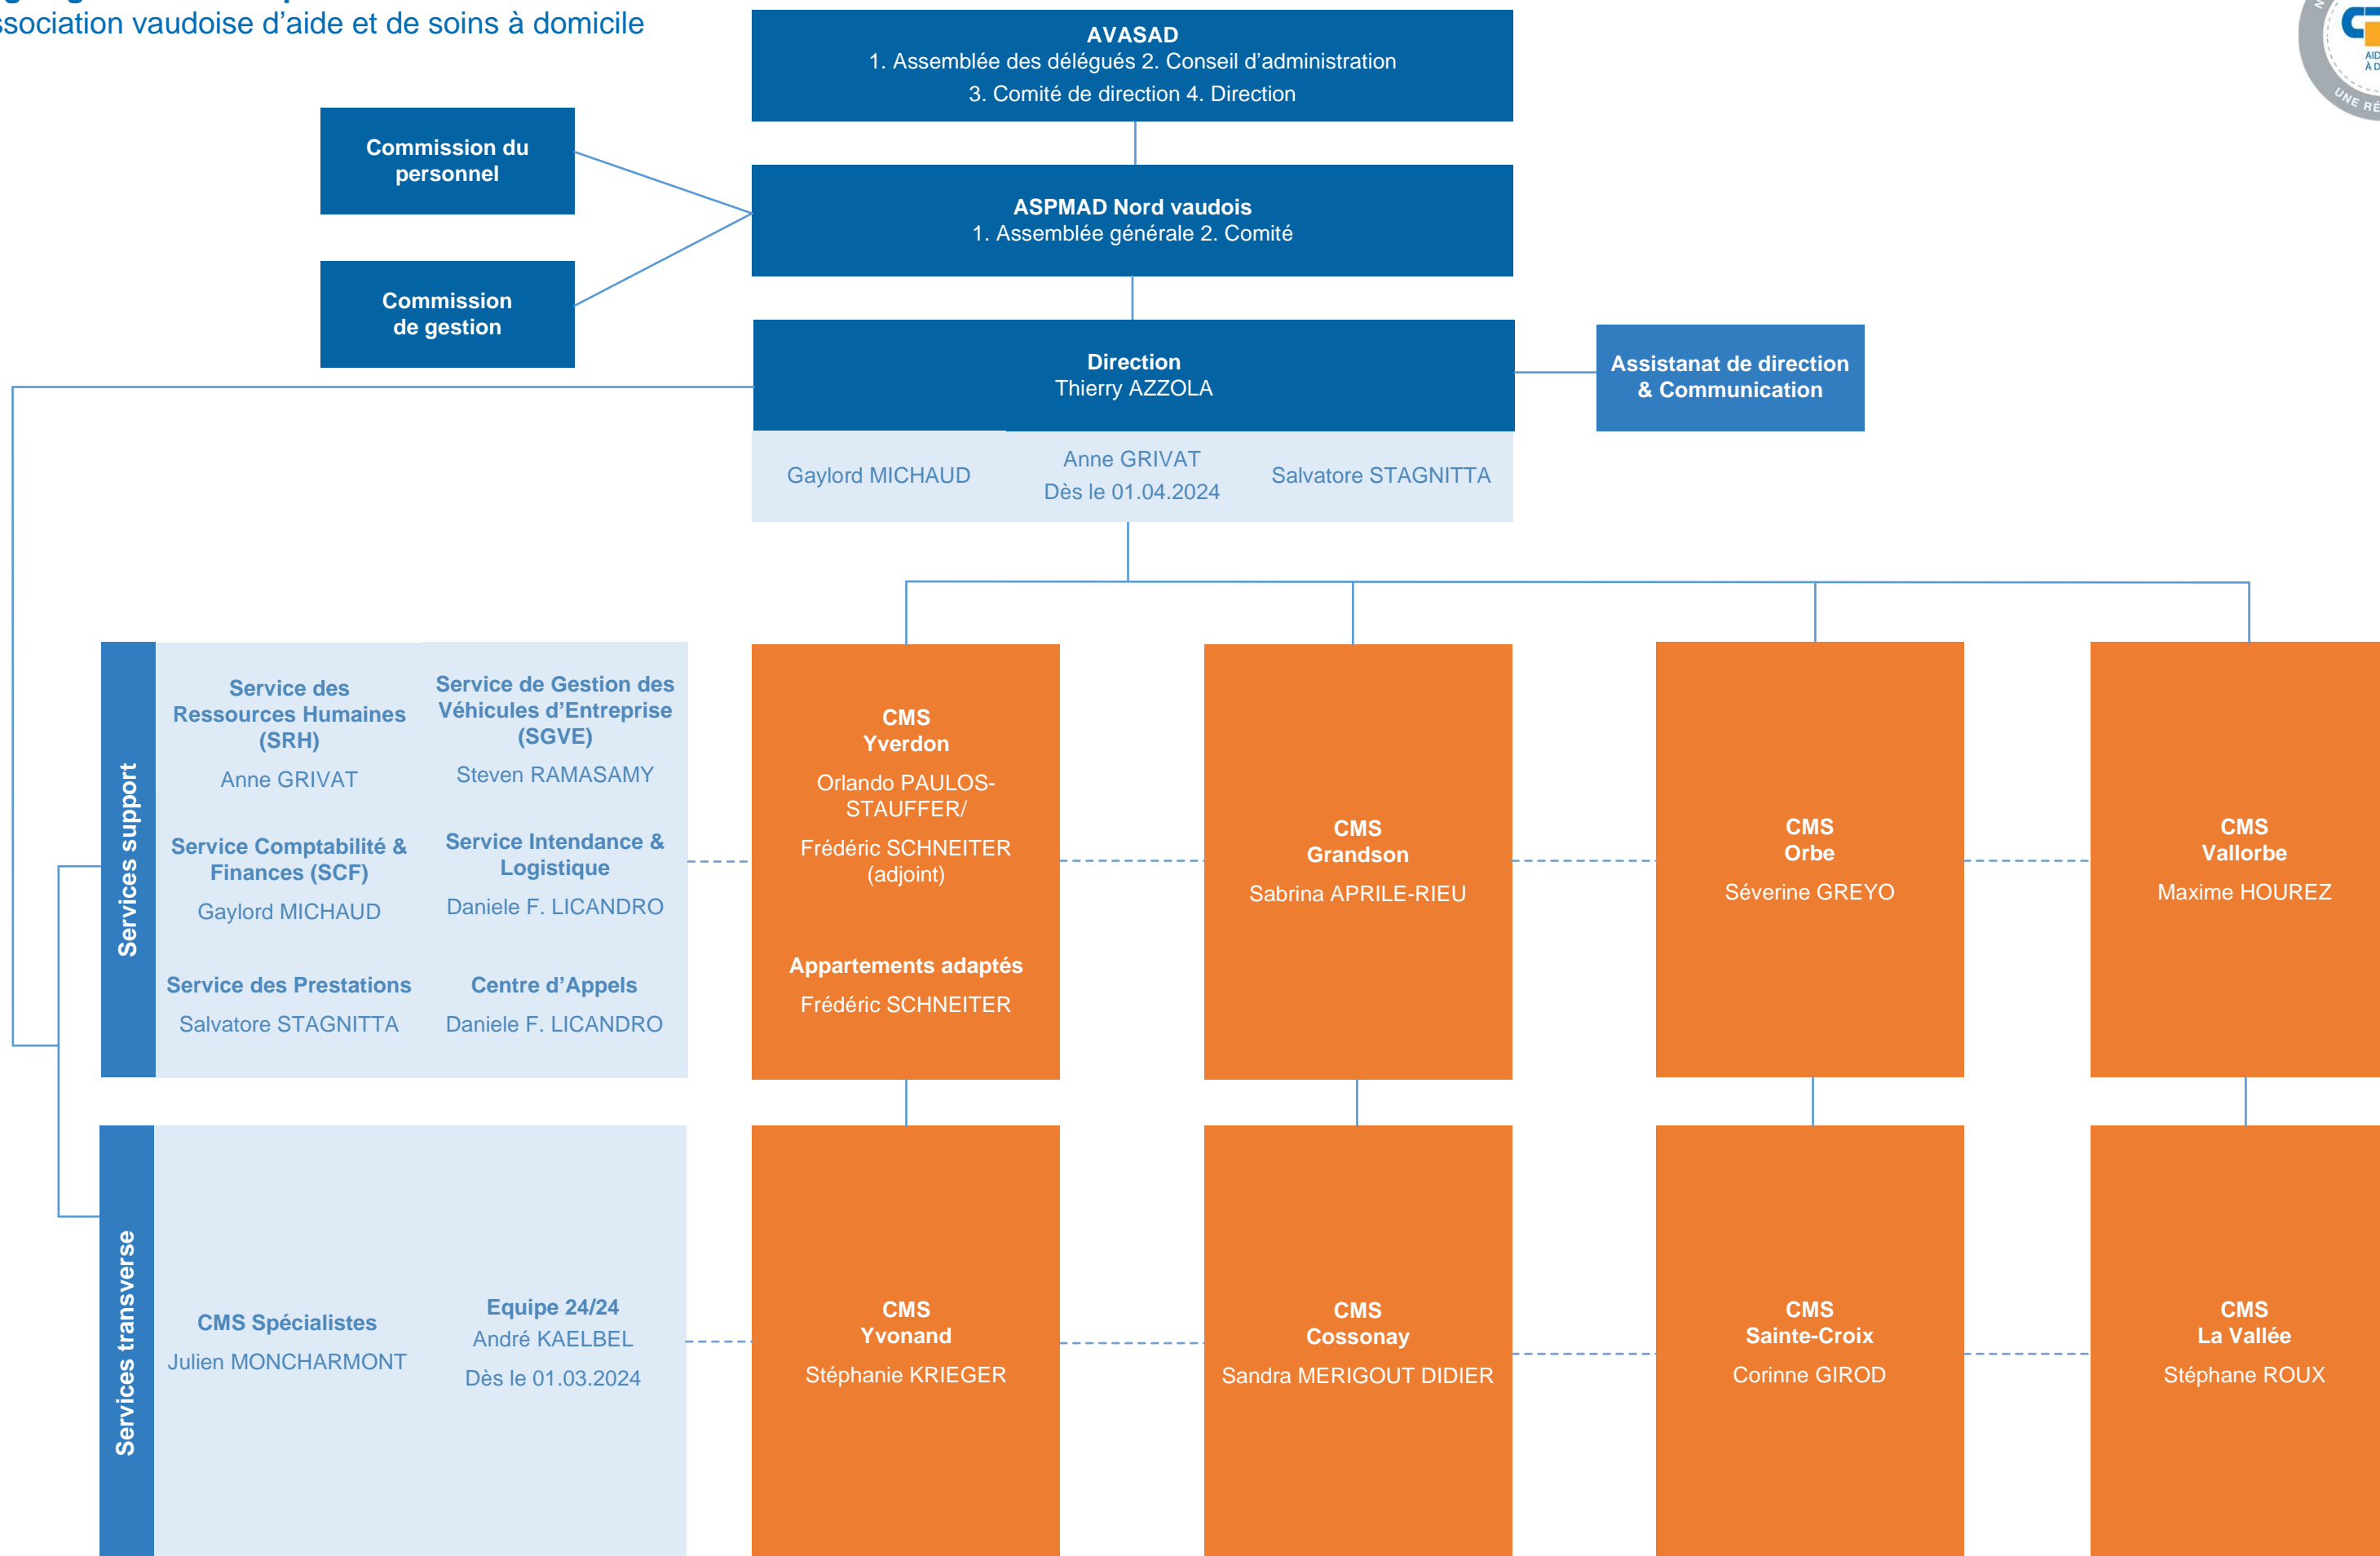 ssociation vaudoise d'aide et de soins à domicile
AVASAD
1. Assemblée des délégués 2. Conseil d'administration
3. Comité de direction 4. Direction
Commission du
personnel
ASPMAD Nord vaudois
1. Assemblée générale 2. Comité
Commission
de gestion
Direction
Thierry AZZOLA
Assistanat de direction
& Communication
Gaylord MICHAUD
Anne GRIVAT
Dès le 01.04.2024
Salvatore STAGNITTA
Services support
Service des
Ressources Humaines
(SRH)
Anne GRIVAT
Service de Gestion des
Véhicules d'Entreprise
(SGVE)
Steven RAMASAMY
Service Comptabilité &
Finances (SCF)
Gaylord MICHAUD
Service Intendance &
Logistique
Daniele F. LICANDRO
Service des Prestations
Salvatore STAGNITTA
Centre d'Appels
Daniele F. LICANDRO
CMS
Yverdon
Orlando PAULOS-
STAUFFER/
Frédéric SCHNEITER
(adjoint)
Appartements adaptés
Frédéric SCHNEITER
CMS
Grandson
Sabrina APRILE-RIEU
CMS
Orbe
Séverine GREYO
CMS
Vallorbe
Maxime HOUREZ
Services transverse
CMS Spécialistes
Julien MONCHARMONT
Equipe 24/24
André KAELBEL
Dès le 01.03.2024
CMS
Yvonand
Stéphanie KRIEGER
CMS
Cossonay
Sandra MERIGOUT DIDIER
CMS
Sainte-Croix
Corinne GIROD
CMS
La Vallée
Stéphane ROUX